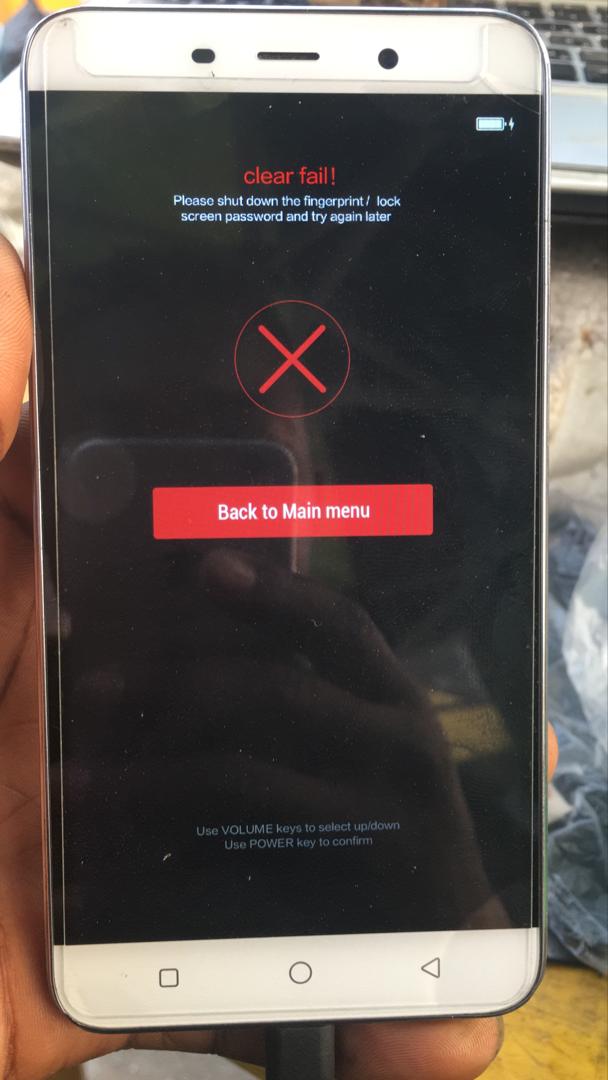 clear fail!
Please shut down the fingerprint/ lock
screen password and try again later
Back to Main menu
Use VOLUME keys to select up/down
Use POWER key to confirm